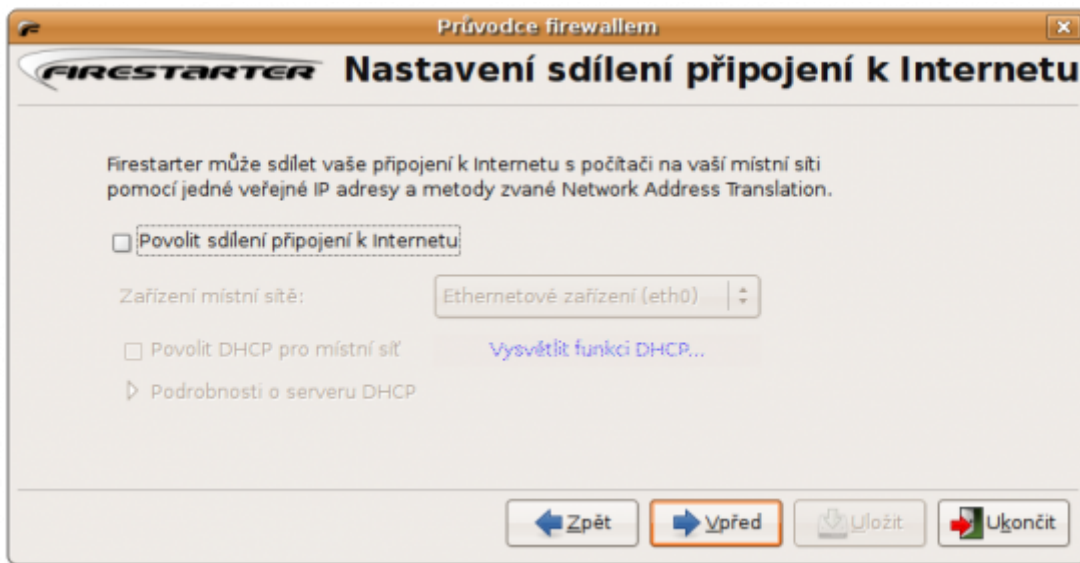 Průvodce firewallem
FIRESTARTER Nastavení sdílení připojení k Internetu
Firestarter může sdílet vaše připojení k Internetu s počítači na vaší místní síti
pomocí jedné veřejné IP adresy a metody zvané Network Address Translation.
Povolit sdílení připojení k Internetu
Zařízení místní sítě: Ethernetové zařízení (eth0)
Povolit DHCP pro místní síť Vysvětlit funkci DHCP...
Podrobnosti o serveru DHCP
Zpět Vpřed Uložit Ukončit